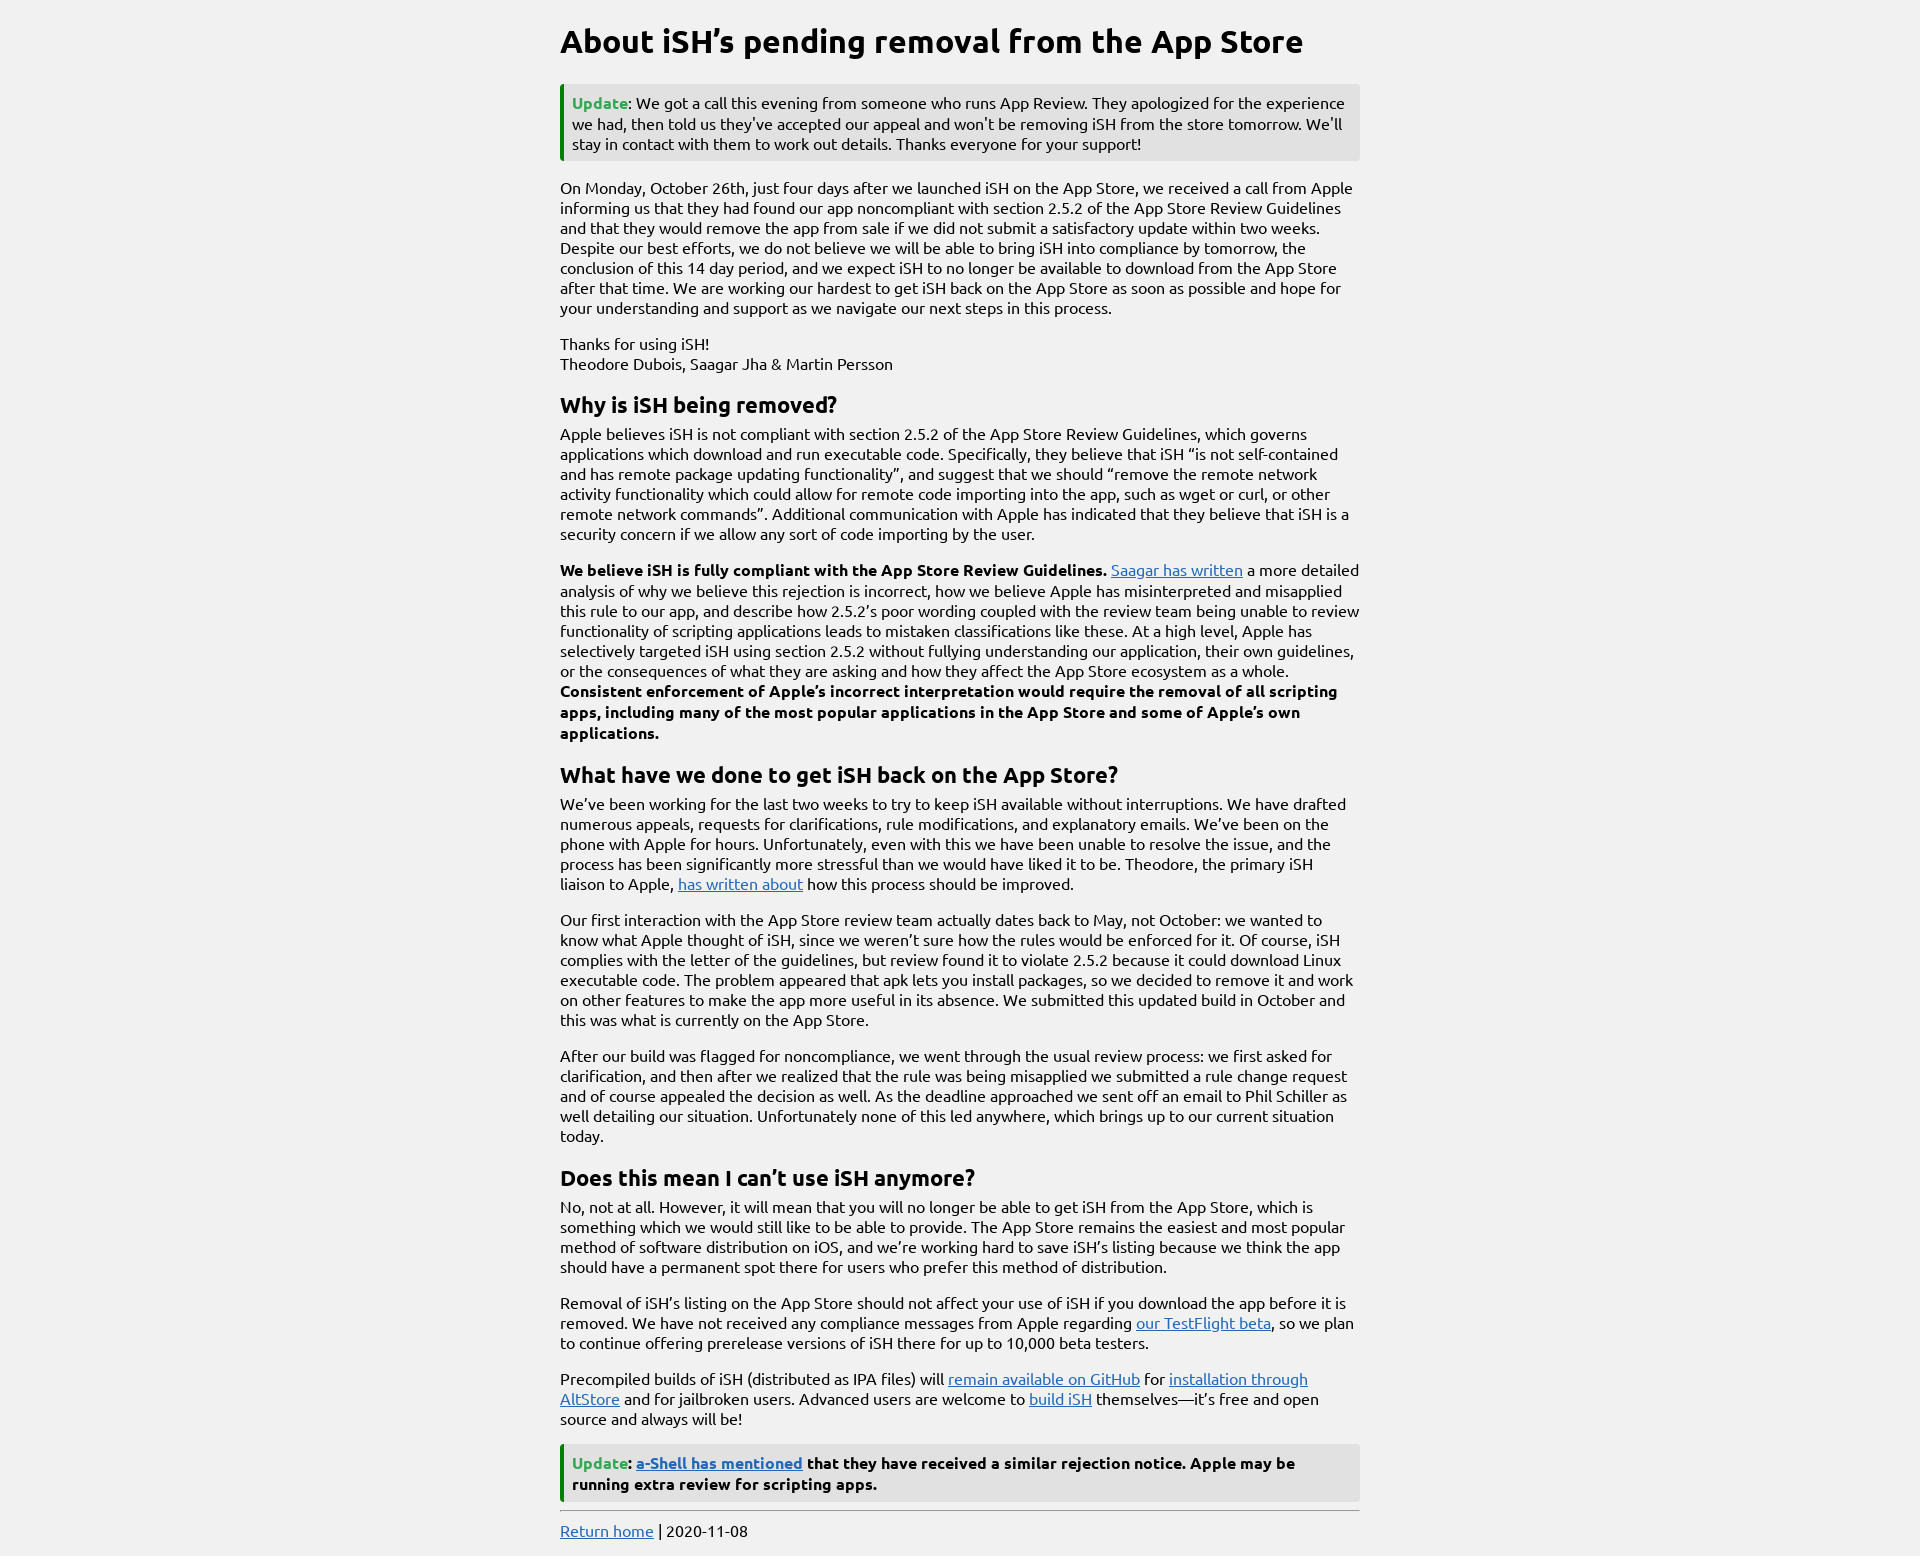 About iSH’s pending removal from the App Store
Update: We got a call this evening from someone who runs App Review. They apologized for the experience
we had, then told us they've accepted our appeal and won't be removing iSH from the store tomorrow. We'll
stay in contact with them to work out details. Thanks everyone for your support!
On Monday, October 26th, just four days after we launched iSH on the App Store, we received a call from Apple
informing us that they had found our app noncompliant with section 2.5.2 of the App Store Review Guidelines
and that they would remove the app from sale if we did not submit a satisfactory update within two weeks.
Despite our best efforts, we do not believe we will be able to bring iSH into compliance by tomorrow, the
conclusion of this 14 day period, and we expect iSH to no longer be available to download from the App Store
after that time. We are working our hardest to get iSH back on the App Store as soon as possible and hope for
your understanding and support as we navigate our next steps in this process.
Thanks for using iSH!
Theodore Dubois, Saagar Jha & Martin Persson
Why is iSH being removed?
Apple believes iSH is not compliant with section 2.5.2 of the App Store Review Guidelines, which governs
applications which download and run executable code. Specifically, they believe that iSH “is not self-contained
and has remote package updating functionality”, and suggest that we should “remove the remote network
activity functionality which could allow for remote code importing into the app, such as wget or curl, or other
remote network commands”. Additional communication with Apple has indicated that they believe that iSH is a
security concern if we allow any sort of code importing by the user.
We believe iSH is fully compliant with the App Store Review Guidelines. Saagar has written a more detailed
analysis of why we believe this rejection is incorrect, how we believe Apple has misinterpreted and misapplied
this rule to our app, and describe how 2.5.2’s poor wording coupled with the review team being unable to review
functionality of scripting applications leads to mistaken classifications like these. At a high level, Apple has
selectively targeted iSH using section 2.5.2 without fullying understanding our application, their own guidelines,
or the consequences of what they are asking and how they affect the App Store ecosystem as a whole.
Consistent enforcement of Apple’s incorrect interpretation would require the removal of all scripting
apps, including many of the most popular applications in the App Store and some of Apple’s own
applications.
What have we done to get iSH back on the App Store?
We’ve been working for the last two weeks to try to keep iSH available without interruptions. We have drafted
numerous appeals, requests for clarifications, rule modifications, and explanatory emails. We’ve been on the
phone with Apple for hours. Unfortunately, even with this we have been unable to resolve the issue, and the
process has been significantly more stressful than we would have liked it to be. Theodore, the primary iSH
liaison to Apple, has written about how this process should be improved.
Our first interaction with the App Store review team actually dates back to May, not October: we wanted to
know what Apple thought of iSH, since we weren’t sure how the rules would be enforced for it. Of course, iSH
complies with the letter of the guidelines, but review found it to violate 2.5.2 because it could download Linux
executable code. The problem appeared that apk lets you install packages, so we decided to remove it and work
on other features to make the app more useful in its absence. We submitted this updated build in October and
this was what is currently on the App Store.
After our build was flagged for noncompliance, we went through the usual review process: we first asked for
clarification, and then after we realized that the rule was being misapplied we submitted a rule change request
and of course appealed the decision as well. As the deadline approached we sent off an email to Phil Schiller as
well detailing our situation. Unfortunately none of this led anywhere, which brings up to our current situation
today.
Does this mean I can’t use iSH anymore?
No, not at all. However, it will mean that you will no longer be able to get iSH from the App Store, which is
something which we would still like to be able to provide. The App Store remains the easiest and most popular
method of software distribution on iOS, and we’re working hard to save iSH’s listing because we think the app
should have a permanent spot there for users who prefer this method of distribution.
Removal of iSH’s listing on the App Store should not affect your use of iSH if you download the app before it is
removed. We have not received any compliance messages from Apple regarding our TestFlight beta, so we plan
to continue offering prerelease versions of iSH there for up to 10,000 beta testers.
Precompiled builds of iSH (distributed as IPA files) will remain available on GitHub for installation through
AltStore and for jailbroken users. Advanced users are welcome to build iSH themselves—it’s free and open
source and always will be!
Update: a-Shell has mentioned that they have received a similar rejection notice. Apple may be
running extra review for scripting apps.
Return home | 2020-11-08